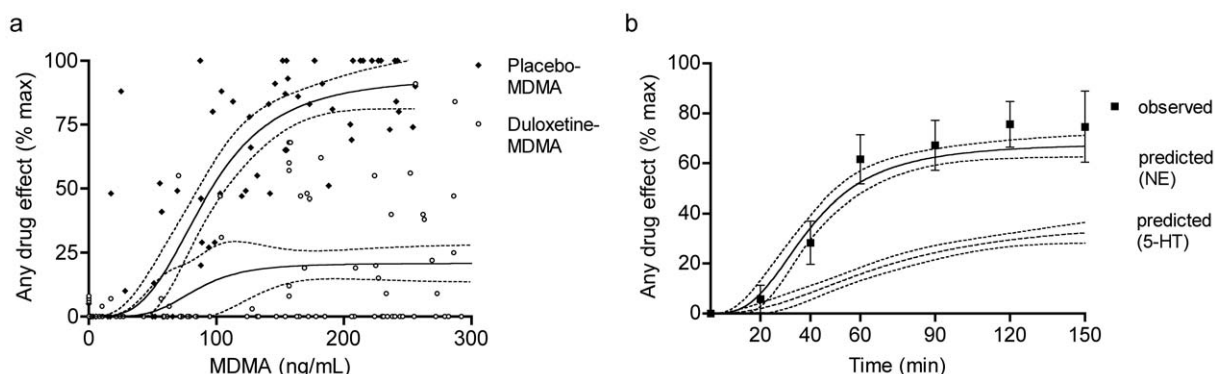 a
Any drug effect (% max)
100
75
50
25
0
0
100
200
300
MDMA (ng/mL)
Placebo-
MDMA
Duloxetine-
MDMA
b
Any drug effect (% max)
100
80
60
40
20
0
20
40
60
90
120
150
Time (min)
observed
predicted
(NE)
predicted
(5-HT)